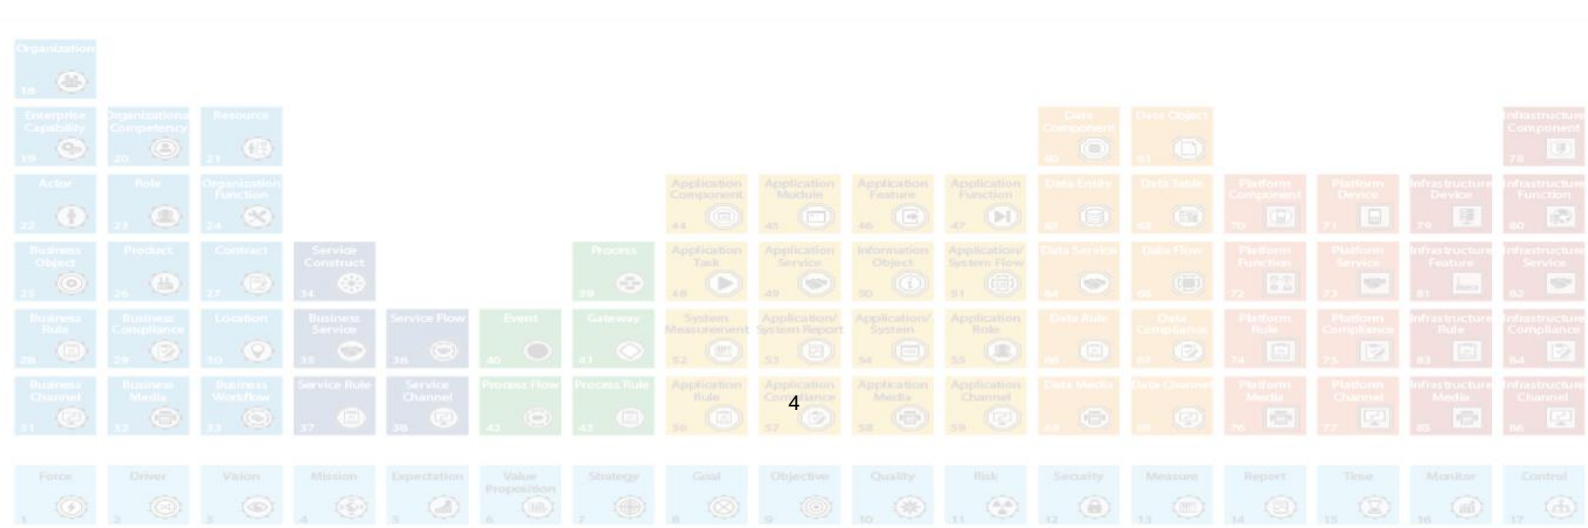 Organization
18
Enterprise
Capability
19
Organizational
Competency
20
Resource
21
Data
Component
60
Data Object
61
Infrastructure
Component
78
Actor
22
Role
23
Organization
Function
24
Application
Component
44
Application
Module
45
Application
Feature
46
Application
Function
47
Data Entity
62
Data Table
63
Platform
Component
70
Platform
Device
71
Infrastructure
Device
79
Infrastructure
Function
80
Business
Object
25
Product
26
Contract
27
Service
Construct
34
Process
39
Application
Task
48
Application
Service
49
Information
Object
50
Application/
System Flow
51
Data Service
64
Data Flow
65
Platform
Function
72
Platform
Service
73
Infrastructure
Feature
81
Infrastructure
Service
82
Business
Rule
28
Business
Compliance
29
Location
30
Business
Service
35
Service Flow
36
Event
40
Gateway
41
System
Measurement
52
Application/
System Report
53
Application/
System
54
Application
Role
55
Data Rule
66
Data
Compliance
67
Platform
Rule
74
Platform
Compliance
75
Infrastructure
Rule
83
Infrastructure
Compliance
84
Business
Channel
31
Business
Media
32
Business
Workflow
33
Service Rule
37
Service
Channel
38
Process Flow
42
Process Rule
43
Application
Rule
56
Application
Compliance
57
4
Application
Media
58
Application
Channel
59
Data Media
68
Data Channel
69
Platform
Media
76
Platform
Channel
77
Infrastructure
Media
85
Infrastructure
Channel
86
Force
1
Driver
2
Vision
3
Mission
4
Expectation
5
Value
Proposition
6
Strategy
7
Goal
8
Objective
9
Quality
10
Risk
11
Security
12
Measure
13
Report
14
Time
15
Monitor
16
Control
17